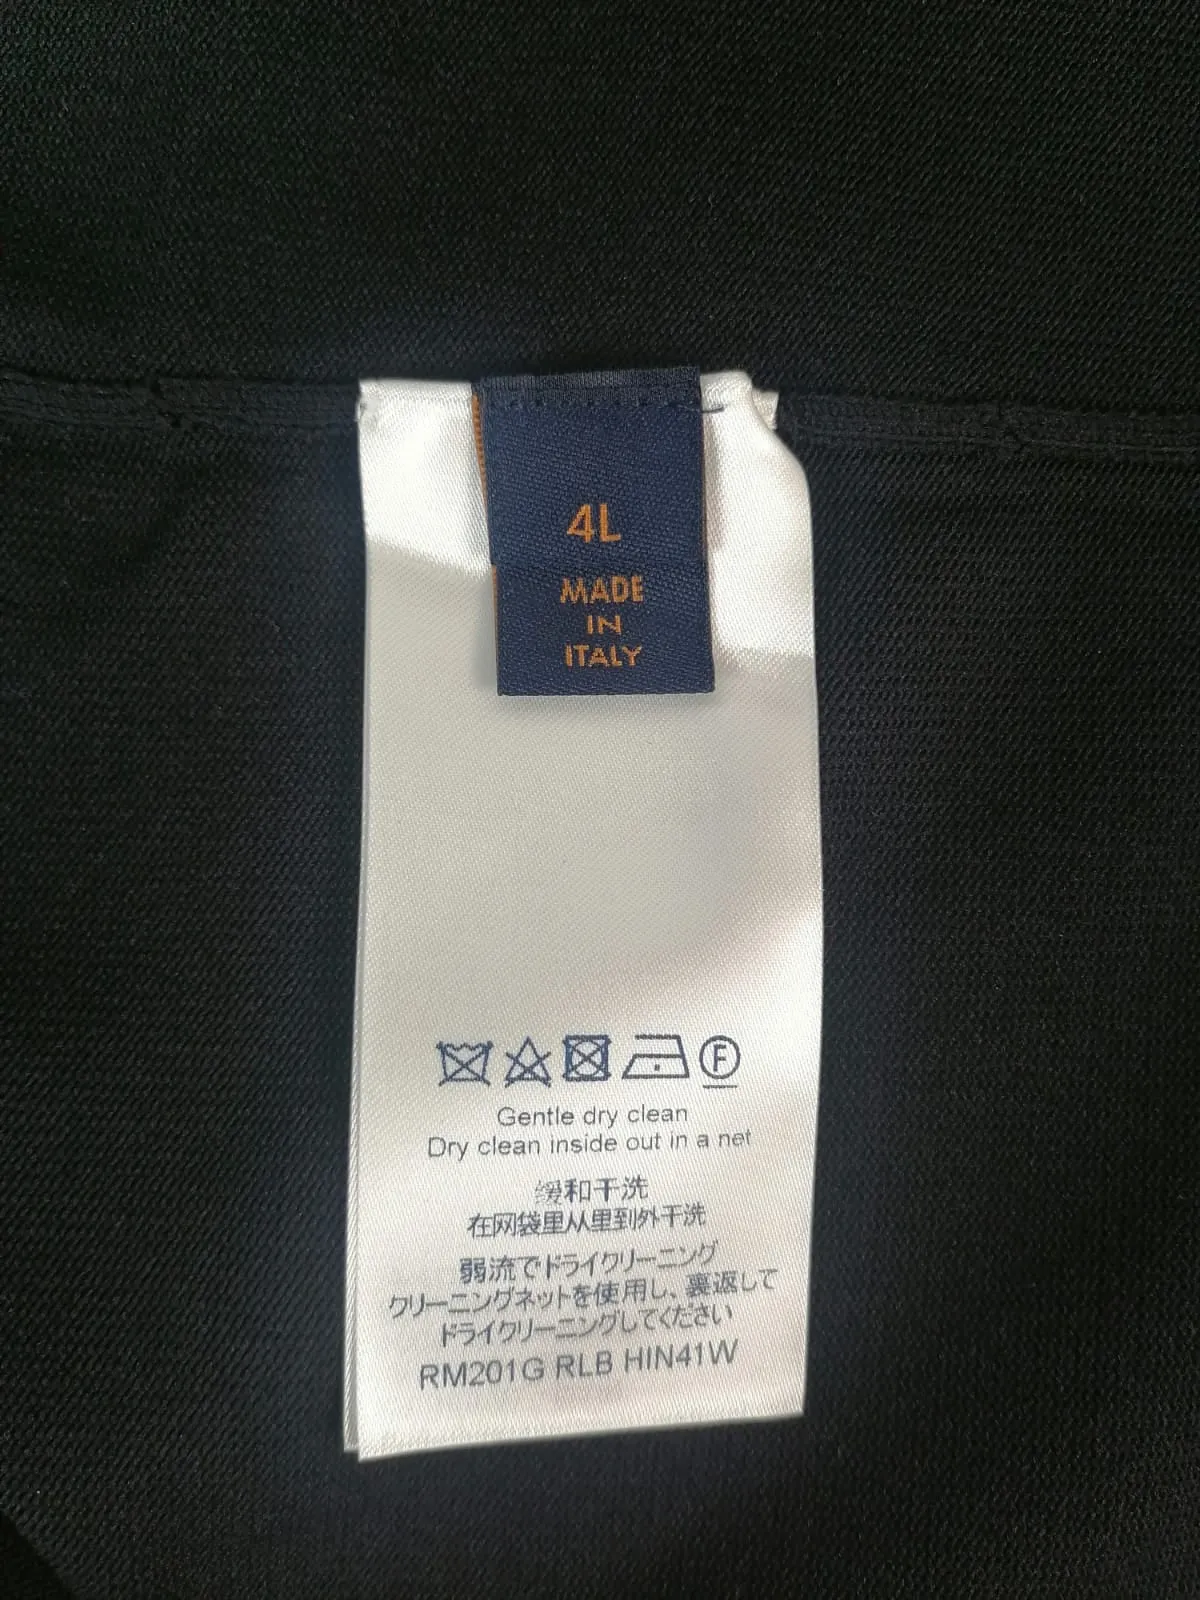 4L
MADE
IN
ITALY
F
Gentle dry clean
Dry clean inside out in a net
缓和干洗
在网袋里从里到外干洗
弱流でドライクリーニング
クリーニングネットを使用し、裏返して
ドライクリーニングしてください
RM201G RLB HIN41W